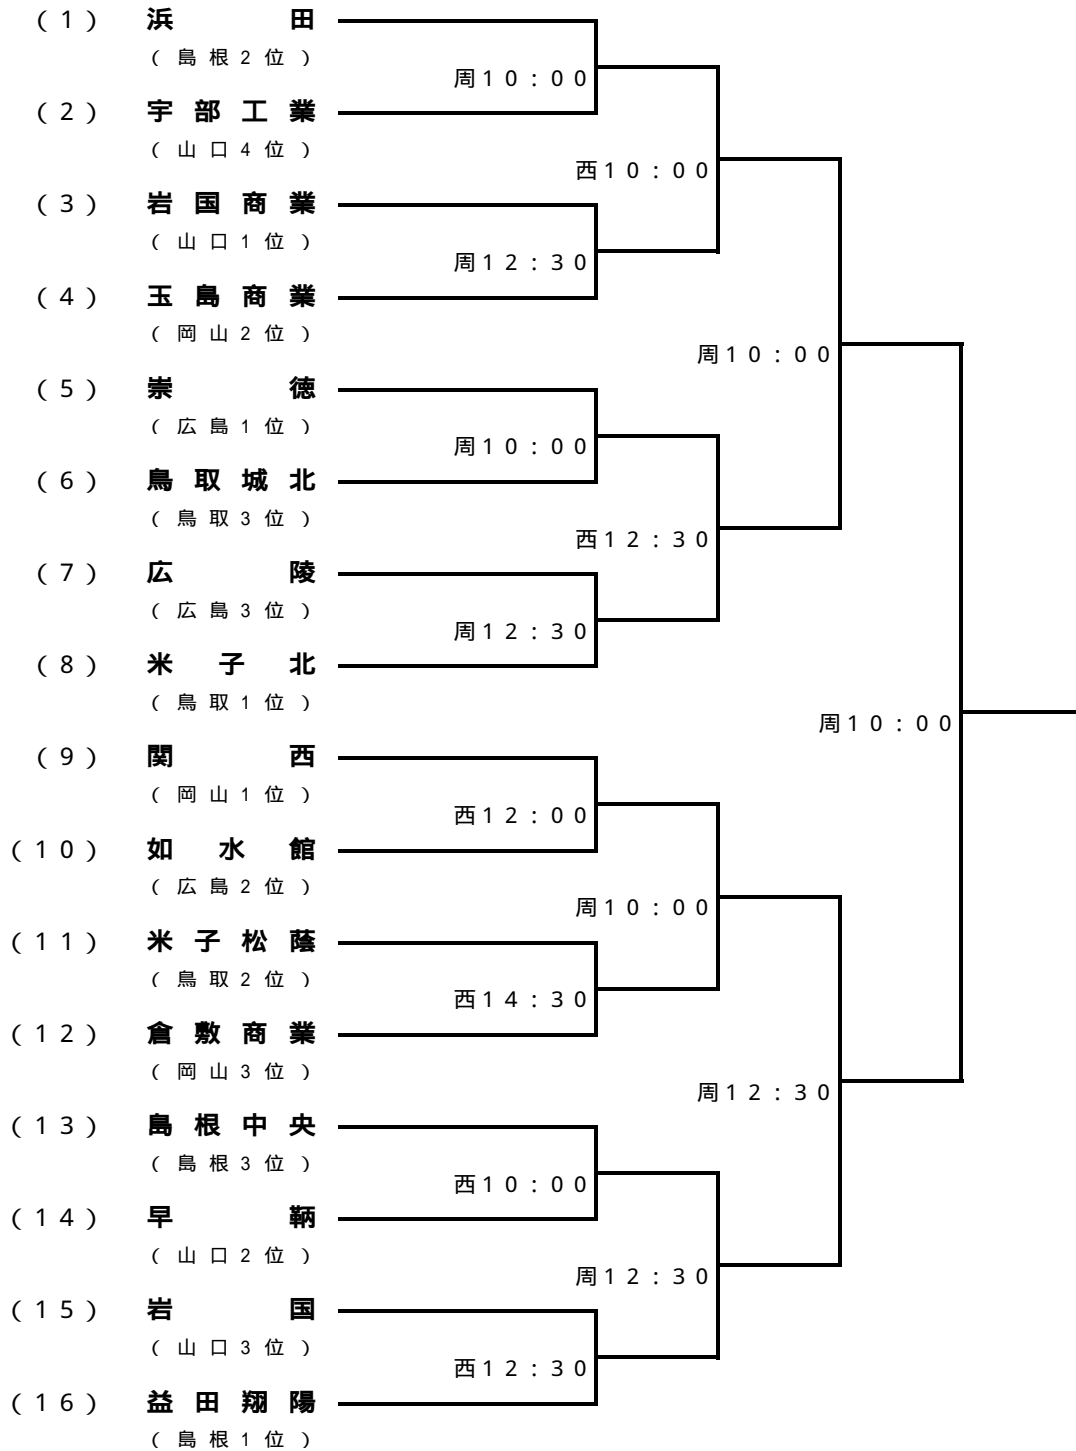 (1) 浜田
(島根2位)
周10:00
(2) 宇部工業
(山口4位)
西10:00
(3) 岩国商業
(山口1位)
周12:30
(4) 玉島商業
(岡山2位)
周10:00
(5) 崇徳
(広島1位)
周10:00
(6) 鳥取城北
(鳥取3位)
西12:30
(7) 広陵
(広島3位)
周12:30
(8) 米子北
(鳥取1位)
周10:00
(9) 関西
(岡山1位)
西12:00
(10) 如水館
(広島2位)
周10:00
(11) 米子松蔭
(鳥取2位)
西14:30
(12) 倉敷商業
(岡山3位)
周12:30
(13) 島根中央
(島根3位)
西10:00
(14) 早鞆
(山口2位)
周12:30
(15) 岩国
(山口3位)
西12:30
(16) 益田翔陽
(島根1位)